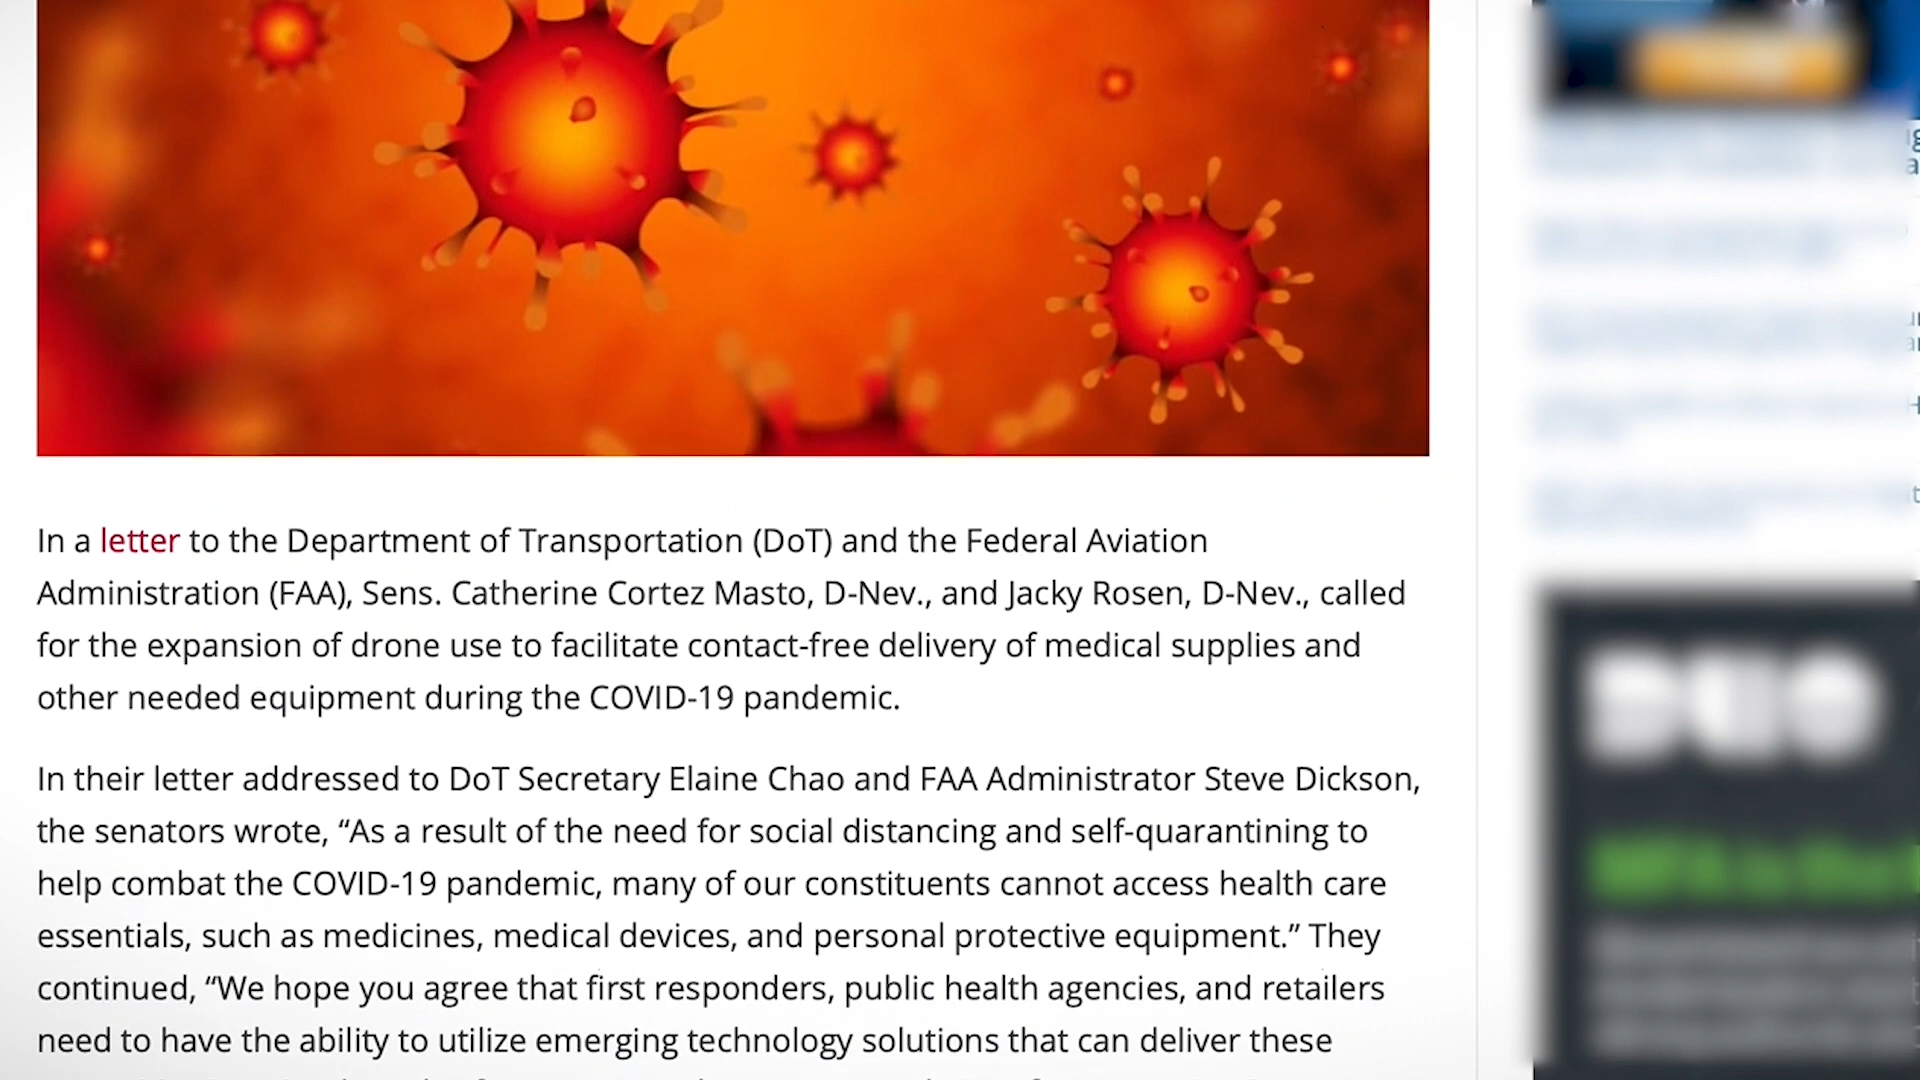 In a letter to the Department of Transportation (DoT) and the Federal Aviation
Administration (FAA), Sens. Catherine Cortez Masto, D-Nev., and Jacky Rosen, D-Nev., called
for the expansion of drone use to facilitate contact-free delivery of medical supplies and
other needed equipment during the COVID-19 pandemic.
In their letter addressed to DoT Secretary Elaine Chao and FAA Administrator Steve Dickson,
the senators wrote, “As a result of the need for social distancing and self-quarantining to
help combat the COVID-19 pandemic, many of our constituents cannot access health care
essentials, such as medicines, medical devices, and personal protective equipment.” They
continued, “We hope you agree that first responders, public health agencies, and retailers
need to have the ability to utilize emerging technology solutions that can deliver these
DUO